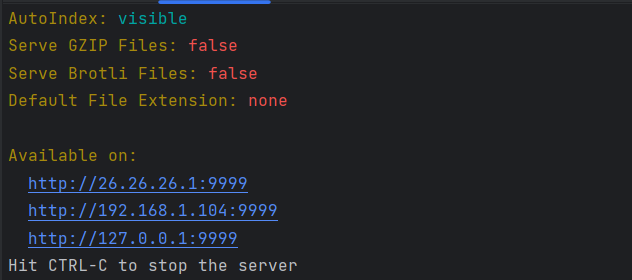 AutoIndex: visible
Serve GZIP Files: false
Serve Brotli Files: false
Default File Extension: none
Available on:
http://26.26.26.1:9999
http://192.168.1.104:9999
http://127.0.0.1:9999
Hit CTRL-C to stop the server